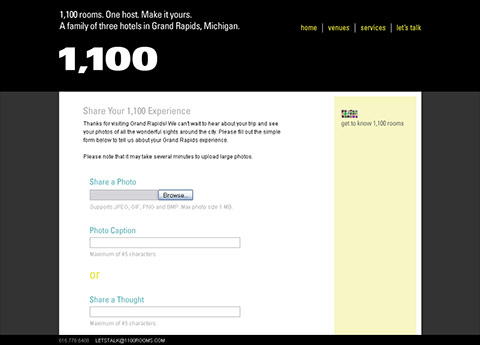 1,100 rooms. One host. Make it yours.
A family of three hotels in Grand Rapids, Michigan.
home | venues | services | let's talk
1,100
Share Your 1,100 Experience
Thanks for visiting Grand Rapids! We can't wait to hear about your trip and see
your photos of all the wonderful sights around the city. Please fill out the simple
form below to tell us about your Grand Rapids experience.
Please note that it may take several minutes to upload large photos.
get to know 1,100 rooms
Share a Photo
Browse...
Supports JPEG, GIF, PNG and BMP. Max photo size 1 MB.
Photo Caption
Maximum of 45 characters.
or
Share a Thought
Maximum of 45 characters.
616.776.6408 LETSTALK@1100ROOMS.COM